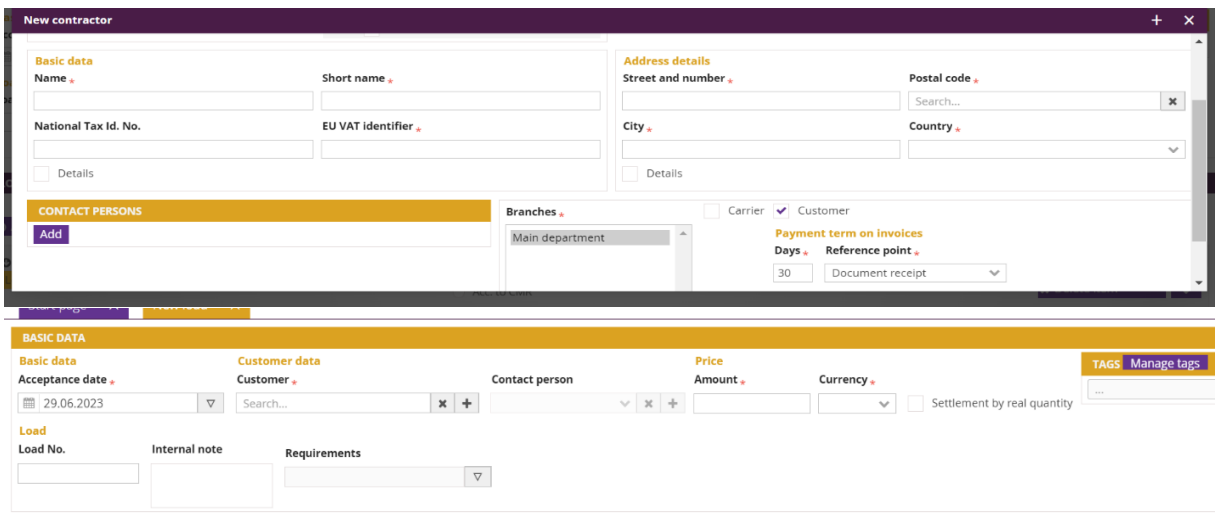 New contractor
Basic data
Address details
Name * Short name * Street and number * Postal code *
Search...
National Tax Id. No. EU VAT identifier * City * Country *
Details Details
CONTACT PERSONS Branches * Carrier Customer
Add Main department Payment term on invoices
Days * Reference point *
30 Document receipt
BASIC DATA
Basic data Customer data Price TAGS Manage tags
Acceptance date * Customer * Contact person Amount * Currency *
29.06.2023 Search... Settlement by real quantity ...
Load
Load No. Internal note Requirements